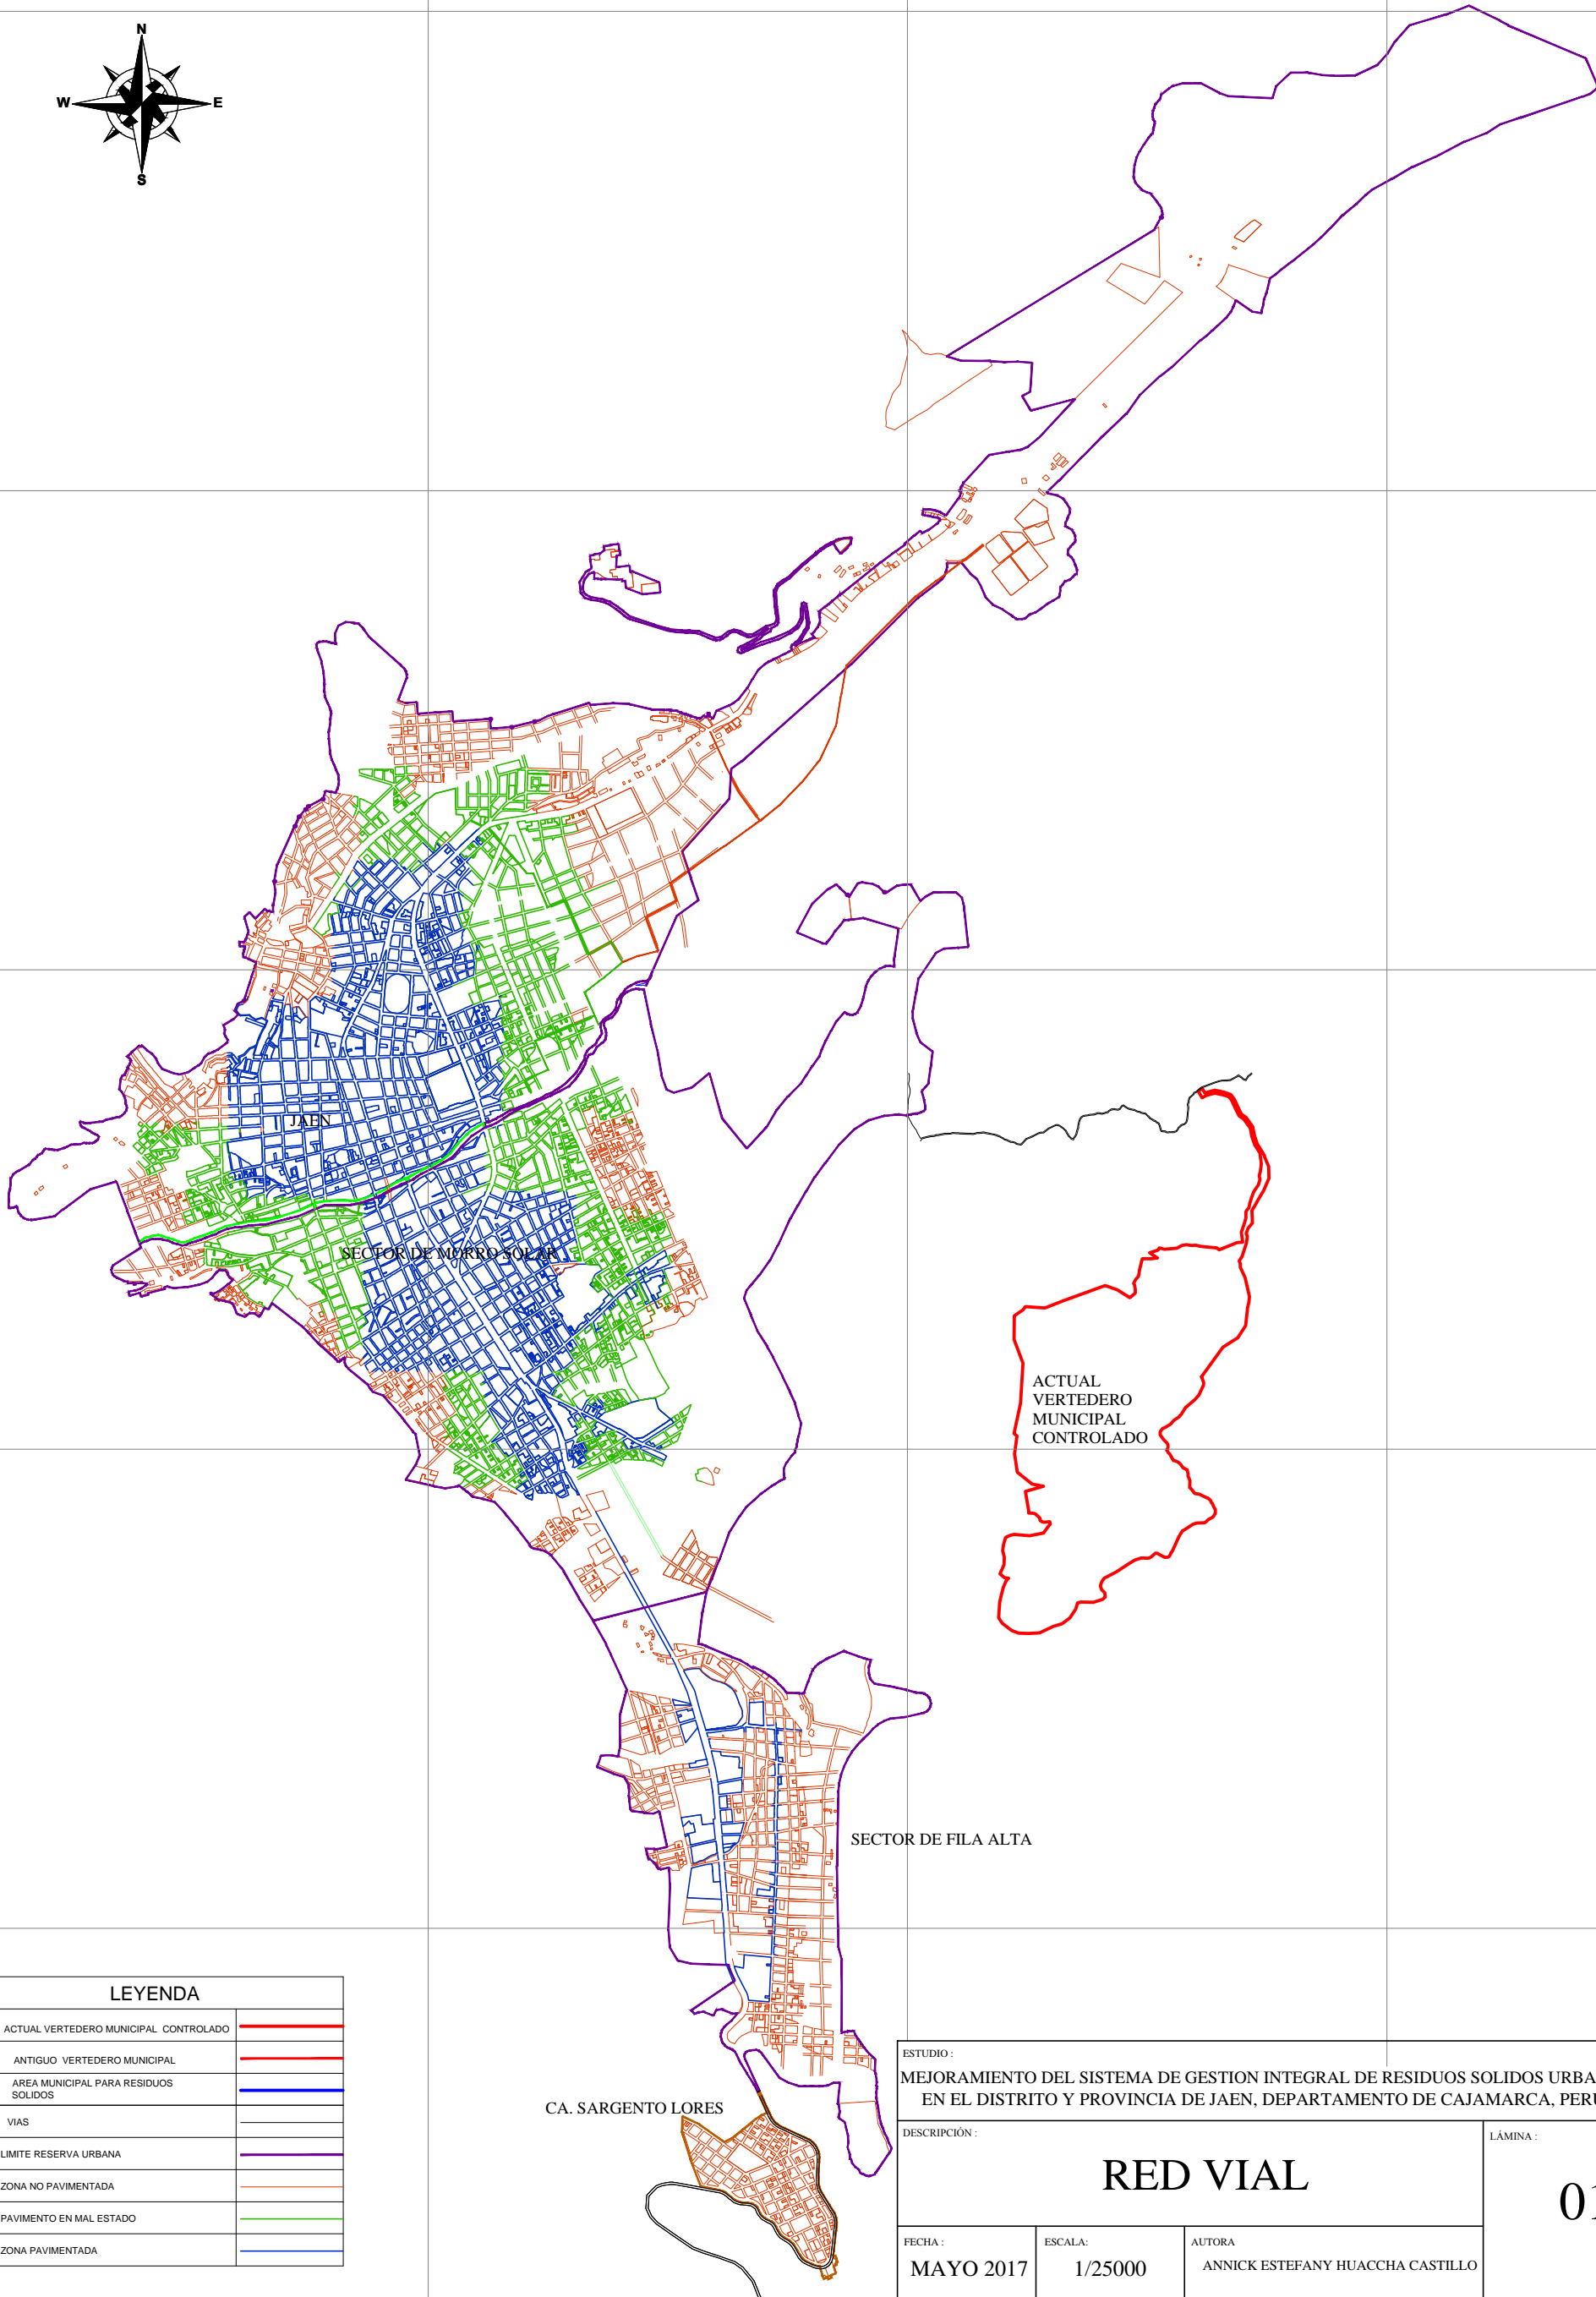 N
W
E
S
JAEN
SECTOR DE MORRO SOLAR
ACTUAL
VERTEDERO
MUNICIPAL
CONTROLADO
SECTOR DE FILA ALTA
CA. SARGENTO LORES
LEYENDA
ACTUAL VERTEDERO MUNICIPAL CONTROLADO
ANTIGUO VERTEDERO MUNICIPAL
AREA MUNICIPAL PARA RESIDUOS
SOLIDOS
VIAS
LIMITE RESERVA URBANA
ZONA NO PAVIMENTADA
PAVIMENTO EN MAL ESTADO
ZONA PAVIMENTADA
ESTUDIO :
MEJORAMIENTO DEL SISTEMA DE GESTION INTEGRAL DE RESIDUOS SOLIDOS URBA
EN EL DISTRITO Y PROVINCIA DE JAEN, DEPARTAMENTO DE CAJAMARCA, PERU
DESCRIPCIÓN :
RED VIAL
LÁMINA :
01
FECHA :
MAYO 2017
ESCALA:
1/25000
AUTORA
ANNICK ESTEFANY HUACCHA CASTILLO